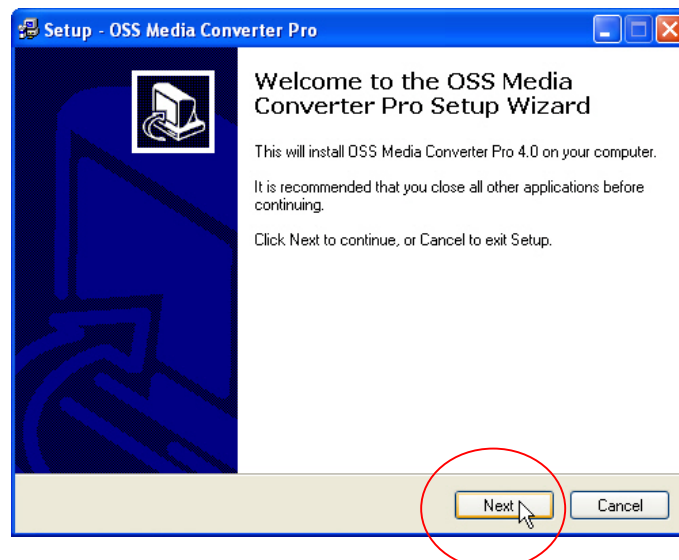 Setup - OSS Media Converter Pro
Welcome to the OSS Media
Converter Pro Setup Wizard
This will install OSS Media Converter Pro 4.0 on your computer.
It is recommended that you close all other applications before
continuing.
Click Next to continue, or Cancel to exit Setup.
Next
Cancel